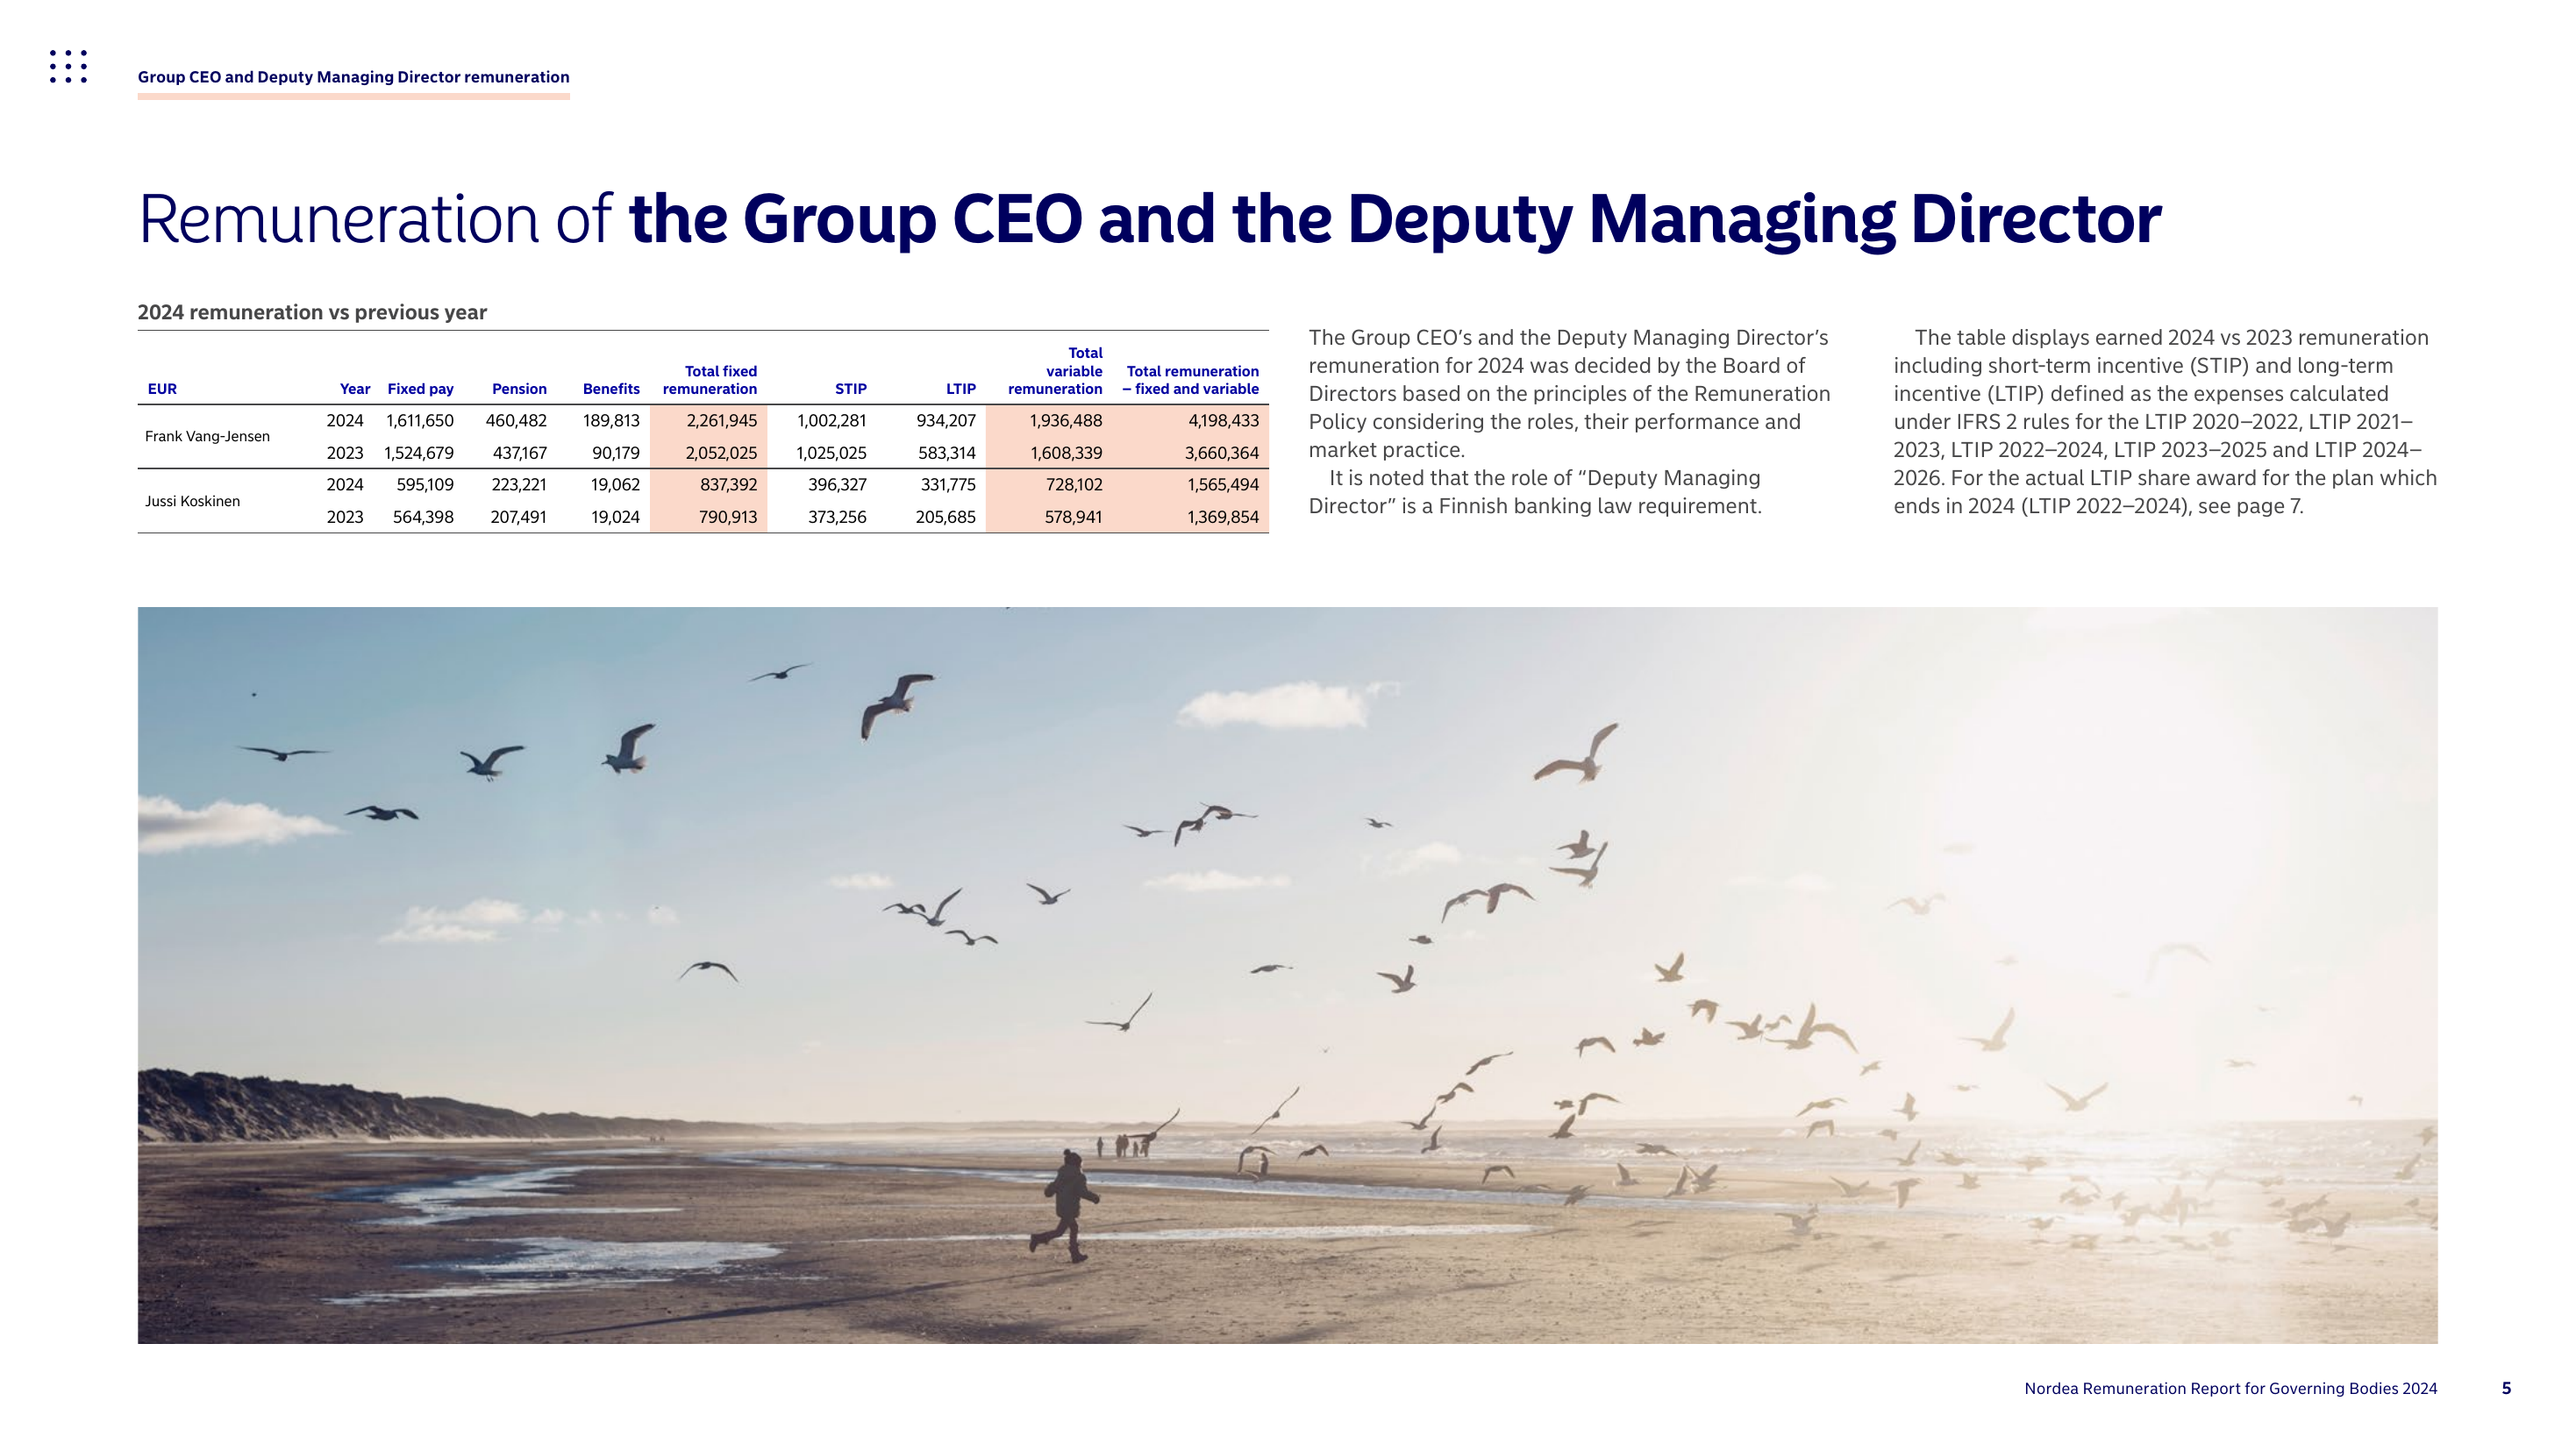 Group CEO and Deputy Managing Director remuneration
Remuneration of the Group CEO and the Deputy Managing Director
2024 remuneration vs previous year
EUR Year Fixed pay Pension Benefits Total fixed remuneration STIP LTIP Total variable remuneration Total remuneration – fixed and variable
Frank Vang-Jensen
2024 1,611,650 460,482 189,813 2,261,945 1,002,281 934,207 1,936,488 4,198,433
2023 1,524,679 437,167 90,179 2,052,025 1,025,025 583,314 1,608,339 3,660,364
Jussi Koskinen
2024 595,109 223,221 19,062 837,392 396,327 331,775 728,102 1,565,494
2023 564,398 207,491 19,024 790,913 373,256 205,685 578,941 1,369,854
The Group CEO’s and the Deputy Managing Director’s
remuneration for 2024 was decided by the Board of
Directors based on the principles of the Remuneration
Policy considering the roles, their performance and
market practice.
It is noted that the role of “Deputy Managing
Director” is a Finnish banking law requirement.
The table displays earned 2024 vs 2023 remuneration
including short-term incentive (STIP) and long-term
incentive (LTIP) defined as the expenses calculated
under IFRS 2 rules for the LTIP 2020–2022, LTIP 2021–
2023, LTIP 2022–2024, LTIP 2023–2025 and LTIP 2024–
2026. For the actual LTIP share award for the plan which
ends in 2024 (LTIP 2022–2024), see page 7.
Nordea Remuneration Report for Governing Bodies 2024 5